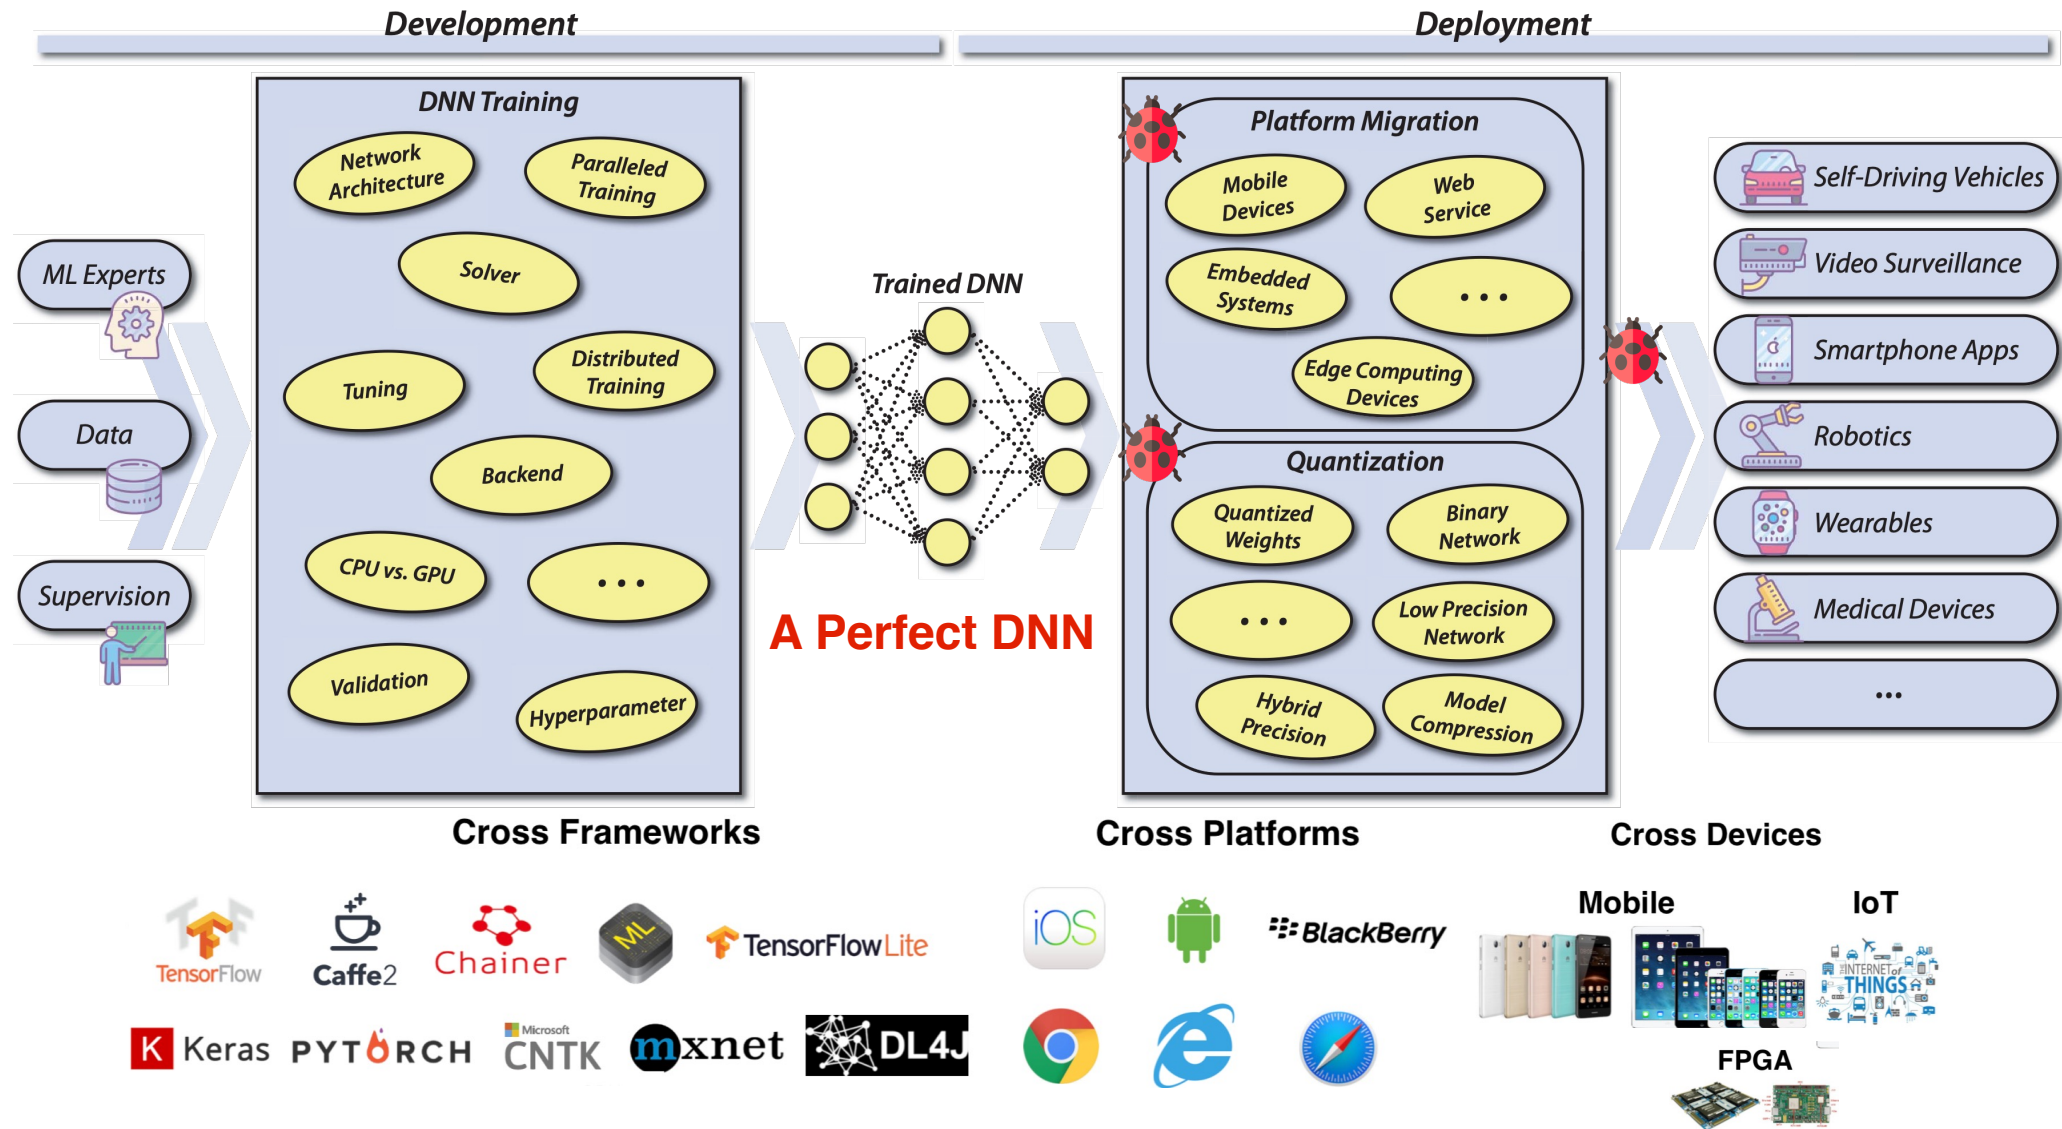 Development
Deployment
ML Experts
Data
Supervision
DNN Training
Network
Architecture
Paralleled
Training
Solver
Tuning
Distributed
Training
Backend
CPU vs. GPU
...
Validation
Hyperparameter
Trained DNN
A Perfect DNN
Platform Migration
Mobile
Devices
Web
Service
Embedded
Systems
...
Edge Computing
Devices
Quantization
Quantized
Weights
Binary
Network
...
Low Precision
Network
Hybrid
Precision
Model
Compression
Self-Driving Vehicles
Video Surveillance
Smartphone Apps
Robotics
Wearables
Medical Devices
...
Cross Frameworks
TF
TensorFlow
Caffe2
Chainer
ML
TensorFlow Lite
K Keras
PYTORCH
Microsoft
CNTK
mxnet
DL4J
Cross Platforms
iOS
BlackBerry
Cross Devices
Mobile
IoT
INTERNET of
THINGS
FPGA